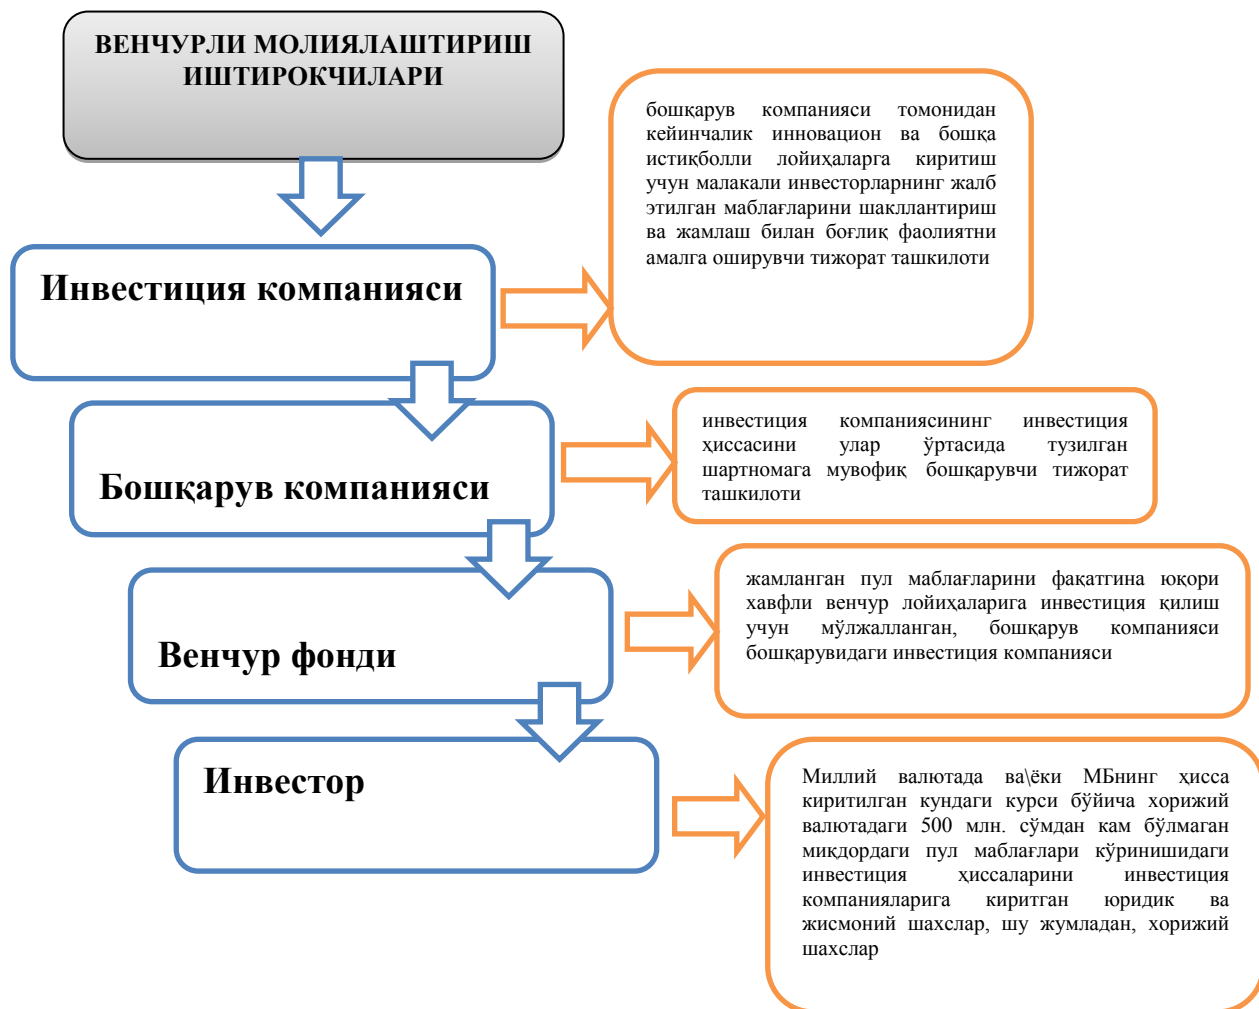 ВЕНЧУРЛИ МОЛИЯЛАШТИРИШ
ИШТИРОКЧИЛАРИ
бошқарув компанияси томонидан
кейинчалик инновацион ва бошқа
истиқболли лойиҳаларга киритиш
учун малакали инвесторларнинг жалб
этилган маблағларини шакллантириш
ва жамлаш билан боғлиқ фаолиятни
амалга оширувчи тижорат ташкилоти
Инвестиция компанияси
инвестиция компаниясининг инвестиция
ҳиссасини улар ўртасида тузилган
шартномага мувофиқ бошқарувчи тижорат
ташкилоти
Бошқарув компанияси
жамланган пул маблағларини фақатгина юқори
хавфли венчур лойиҳаларига инвестиция қилиш
учун мўлжалланган, бошқарув компанияси
бошқарувидаги инвестиция компанияси
Венчур фонди
Инвестор
Миллий валютада ва\ёки МБнинг ҳисса
киритилган кундаги курси бўйича хорижий
валютадаги 500 млн. сўмдан кам бўлмаган
миқдордаги пул маблағлари кўринишидаги
инвестиция ҳиссаларини инвестиция
компанияларига киритган юридик ва
жисмоний шахслар, шу жумладан, хорижий
шахслар